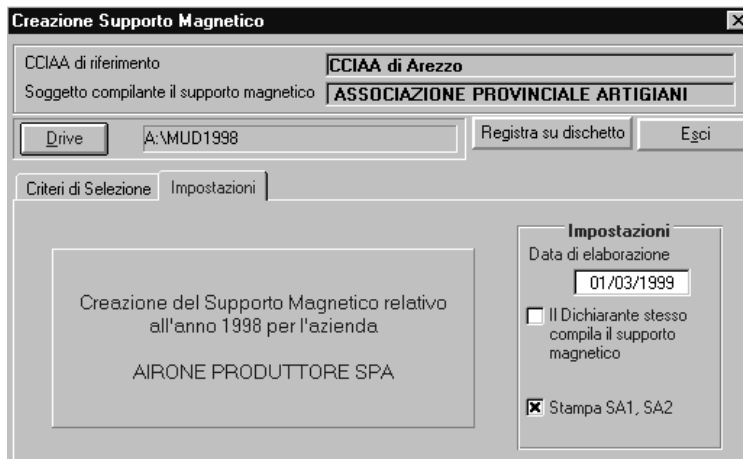 Creazione Supporto Magnetico
CCIAA di riferimento CCIAA di Arezzo
Soggetto compilante il supporto magnetico ASSOCIAZIONE PROVINCIALE ARTIGIANI
Drive A:\MUD1998 Registra su dischetto Esci
Criteri di Selezione Impostazioni
Creazione del Supporto Magnetico relativo
all'anno 1998 per l'azienda
AIRONE PRODUTTORE SPA
Impostazioni
Data di elaborazione
01/03/1999
Il Dichiarante stesso
compila il supporto
magnetico
Stampa SA1, SA2